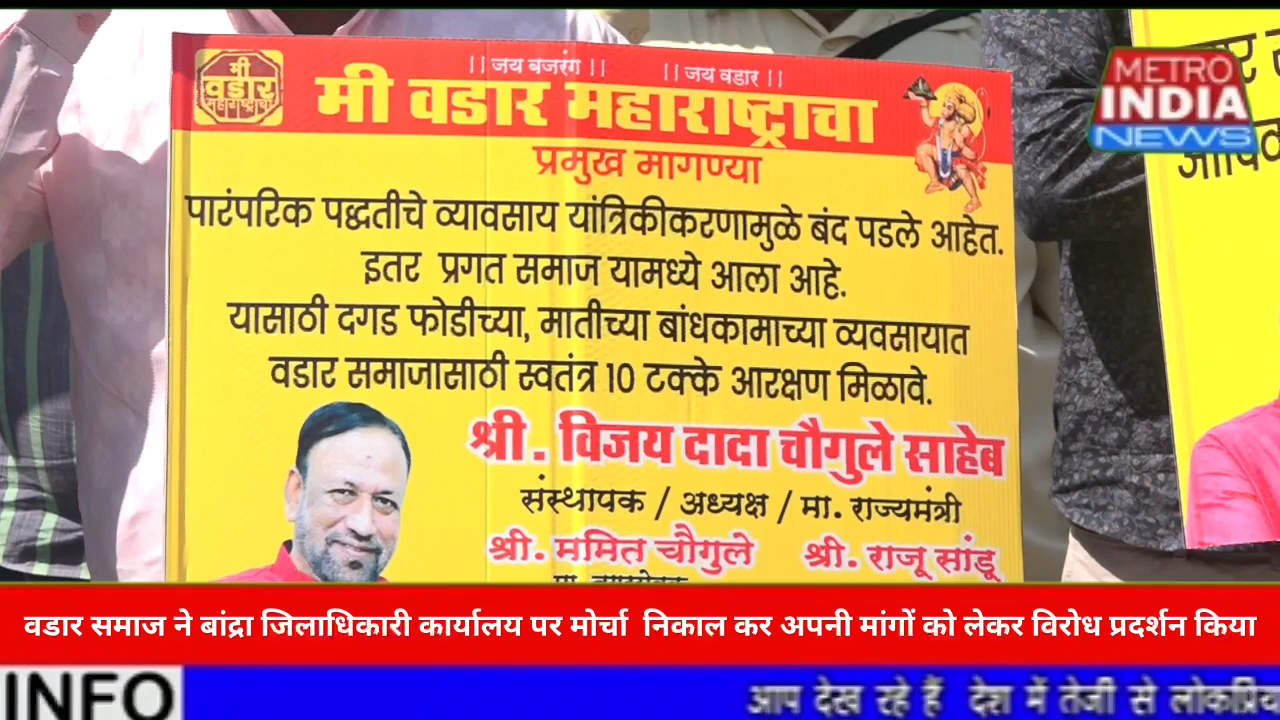 || जय बजरंग || || जय वडार ||
मी वडार महाराष्ट्राचा
मी वडार महाराष्ट्राचा
प्रमुख मागण्या
पारंपरिक पद्धतीचे व्यावसाय यांत्रिकीकरणामुळे बंद पडले आहेत.
इतर प्रगत समाज यामध्ये आला आहे.
यासाठी दगड फोडीच्या, मातीच्या बांधकामाच्या व्यवसायात
वडार समाजासाठी स्वतंत्र 10 टक्के आरक्षण मिळावे.
श्री. विजय दादा चौगुले साहेब
संस्थापक / अध्यक्ष / मा. राज्यमंत्री
श्री. ममित चौगुले श्री. राजू सांडू
METRO
INDIA
NEWS
वडार समाज ने बांद्रा जिलाधिकारी कार्यालय पर मोर्चा निकाल कर अपनी मांगों को लेकर विरोध प्रदर्शन किया
INFO
आप देख रहे हैं देश में तेजी से लोकप्रिय